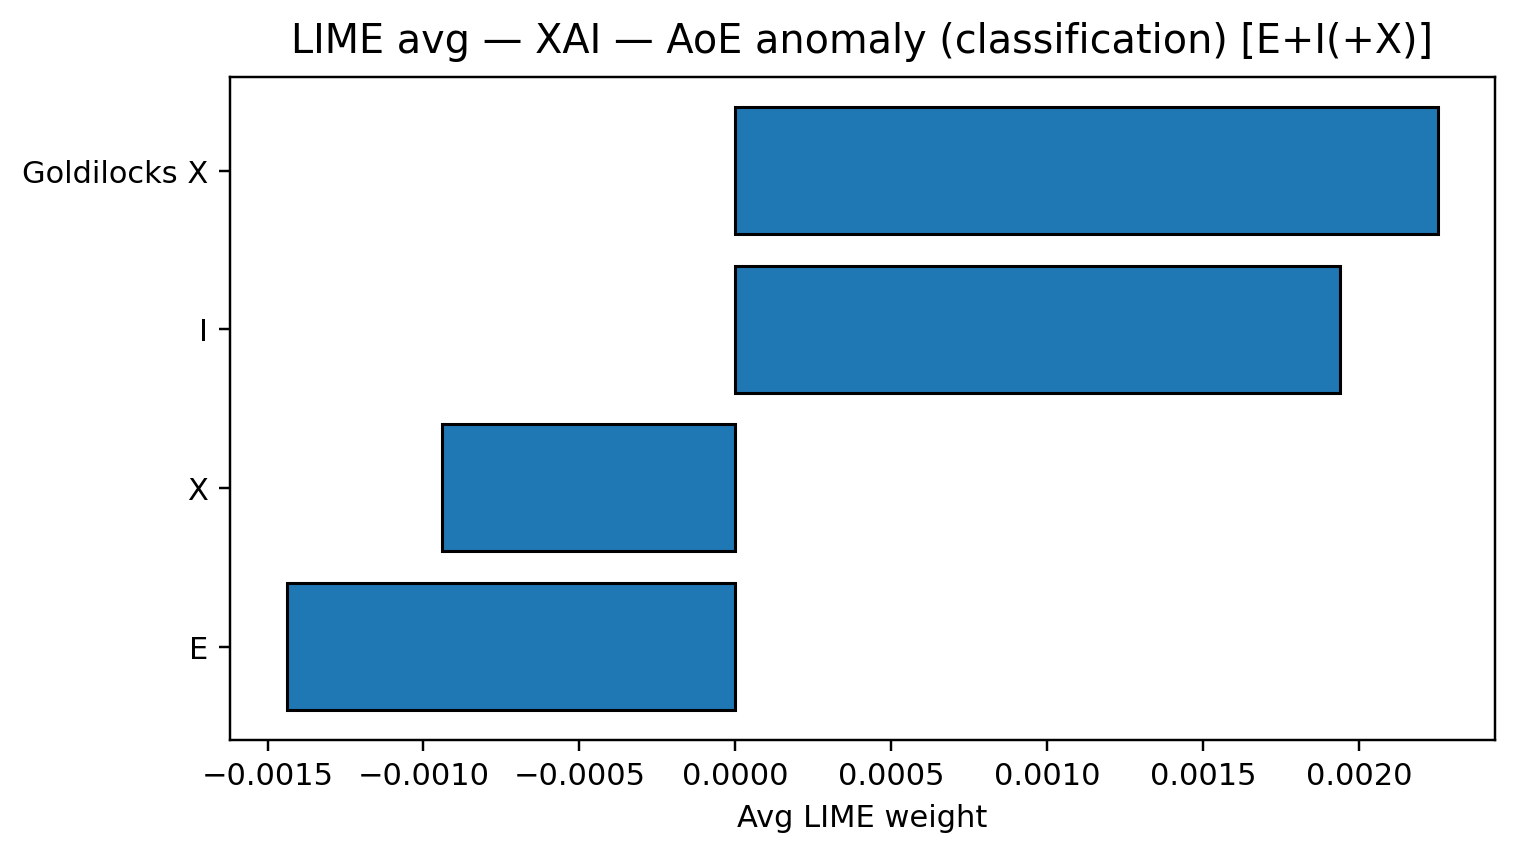 LIME avg — XAI — AoE anomaly (classification) [E+I(+X)]
Goldilocks X
I
X
E
−0.0015 −0.0010 −0.0005 0.0000 0.0005 0.0010 0.0015 0.0020
Avg LIME weight